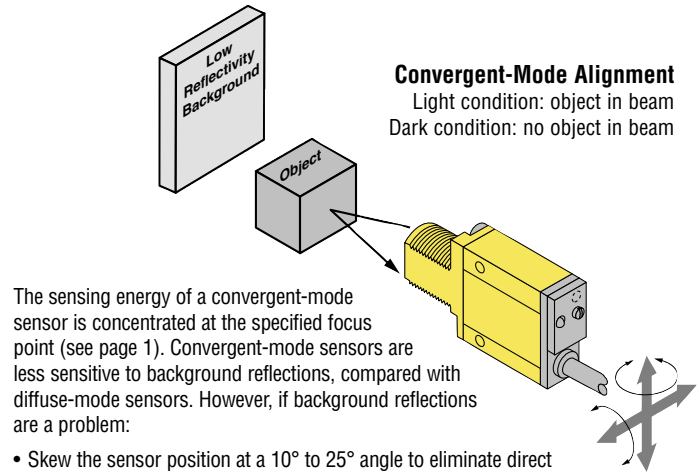 Low
Reflectivity
Background
Object
Convergent-Mode Alignment
Light condition: object in beam
Dark condition: no object in beam
The sensing energy of a convergent-mode
sensor is concentrated at the specified focus
point (see page 1). Convergent-mode sensors are
less sensitive to background reflections, compared with
diffuse-mode sensors. However, if background reflections
are a problem:
• Skew the sensor position at a 10° to 25° angle to eliminate direct